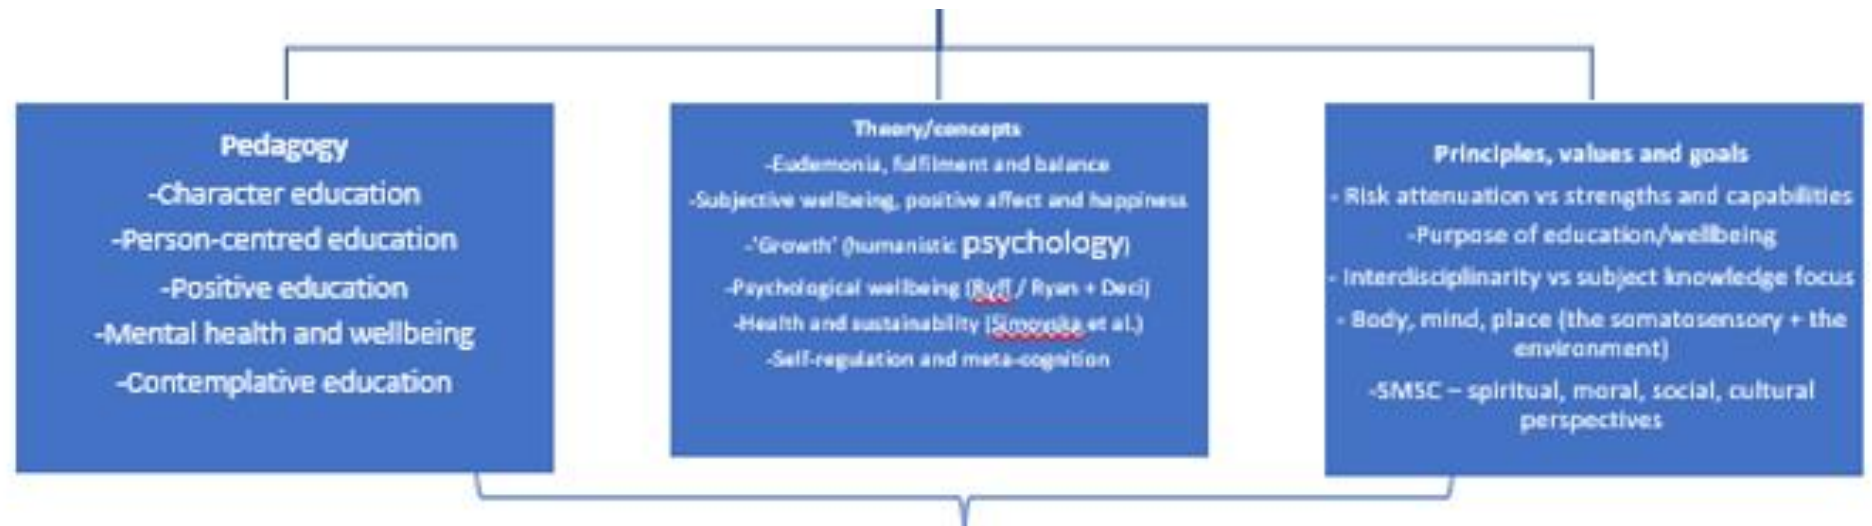 Pedagogy
-Character education
-Person-centred education
-Positive education
-Mental health and wellbeing
-Contemplative education
Theory/concepts
-Eudemonia, fulfilment and balance
-Subjective wellbeing, positive affect and happiness
-'Growth' (humanistic psychology)
-Psychological wellbeing (Ryff / Ryan + Deci)
-Health and sustainability (Simovska et al.)
-Self-regulation and meta-cognition
Principles, values and goals
- Risk attenuation vs strengths and capabilities
-Purpose of education/wellbeing
- Interdisciplinarity vs subject knowledge focus
- Body, mind, place (the somatosensory + the
environment)
-SMSC – spiritual, moral, social, cultural
perspectives